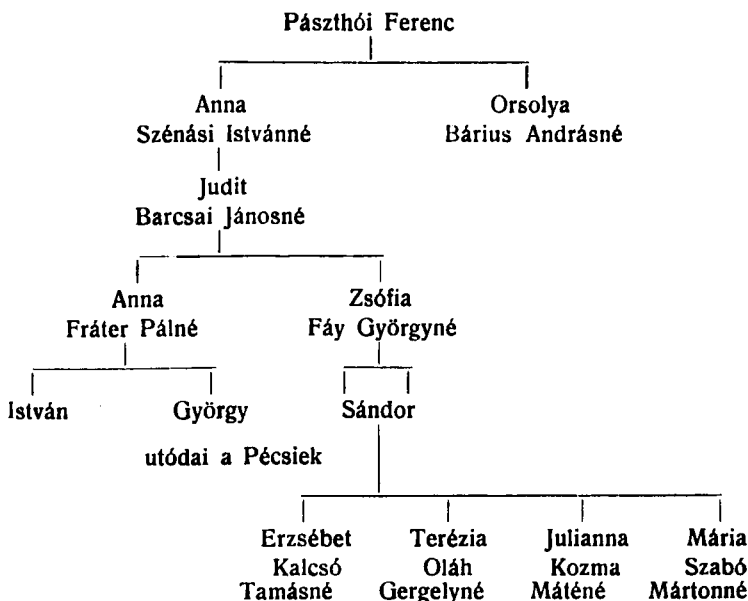 Pászthói Ferenc
Anna Orsolya
Szénási Istvánné Bárius Andrásné
Judit
Barcsai Jánosné
Anna Zsófia
Fráter Pálné Fáy Györgyné
István György Sándor
utódai a Pécsiek
Erzsébet Terézia Julianna Mária
Kalcsó Oláh Kozma Szabó
Tamásné Gergelyné Máténé Mártonné